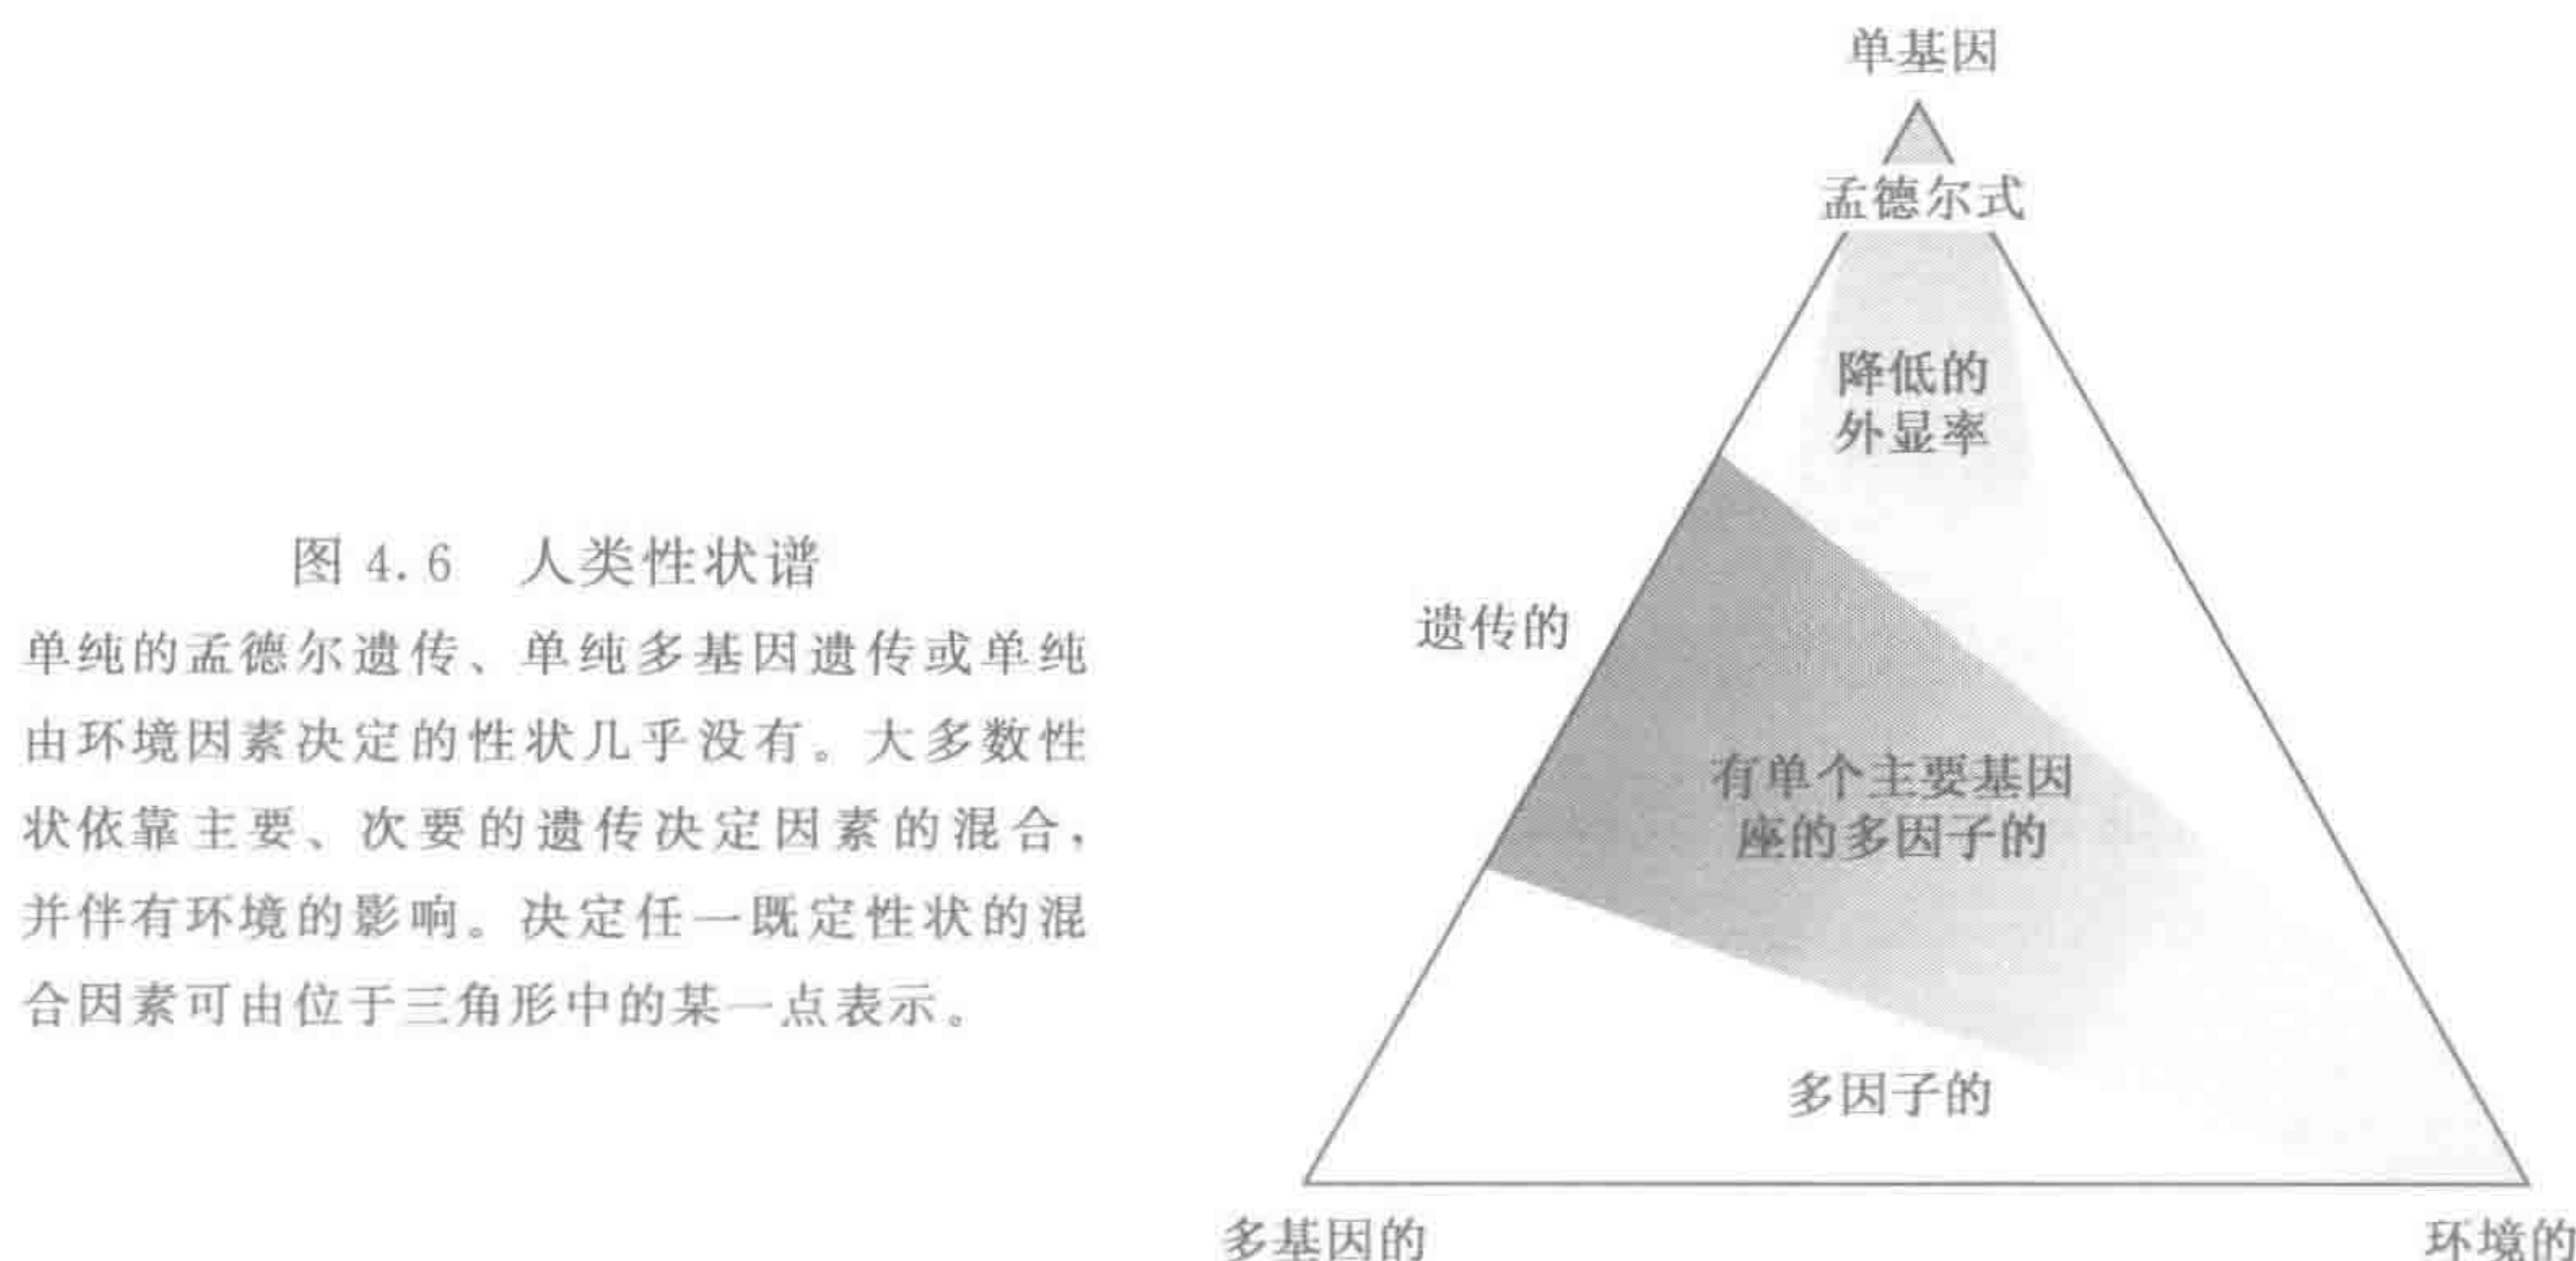 图 4.6 人类性状谱
单纯的孟德尔遗传、单纯多基因遗传或单纯
由环境因素决定的性状几乎没有。大多数性
状依靠主要、次要的遗传决定因素的混合,
并伴有环境的影响。决定任一既定性状的混
合因素可由位于三角形中的某一点表示。
单基因
孟德尔式
降低的
外显率
遗传的
有单个主要基因
座的多因子的
多因子的
多基因的
环境的